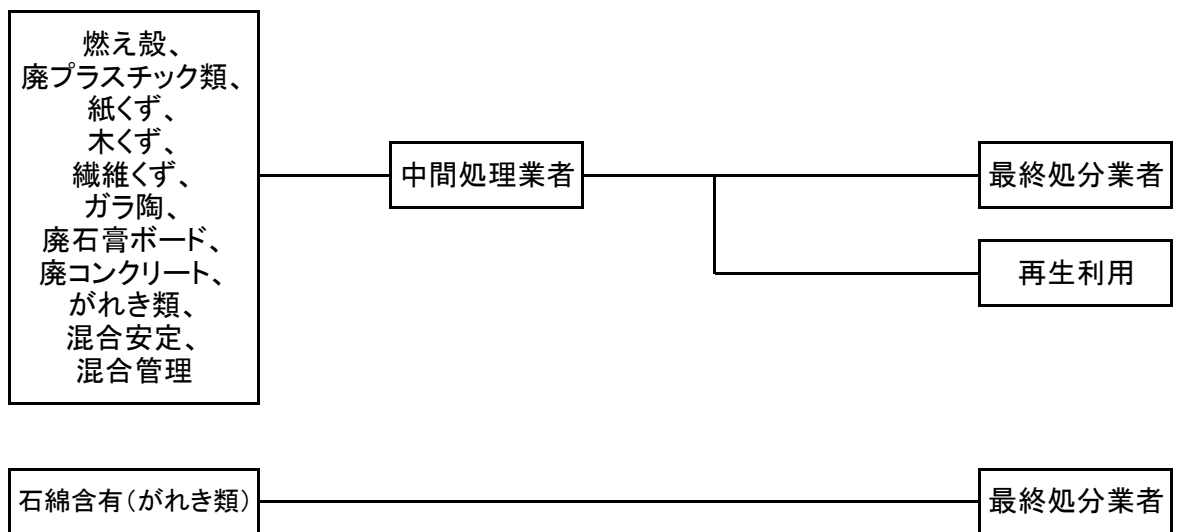 燃え殻、
廃プラスチック類、
紙くず、
木くず、
繊維くず、
ガラ陶、
廃石膏ボード、
廃コンクリート、
がれき類、
混合安定、
混合管理
中間処理業者
最終処分業者
再生利用
石綿含有（がれき類）
最終処分業者